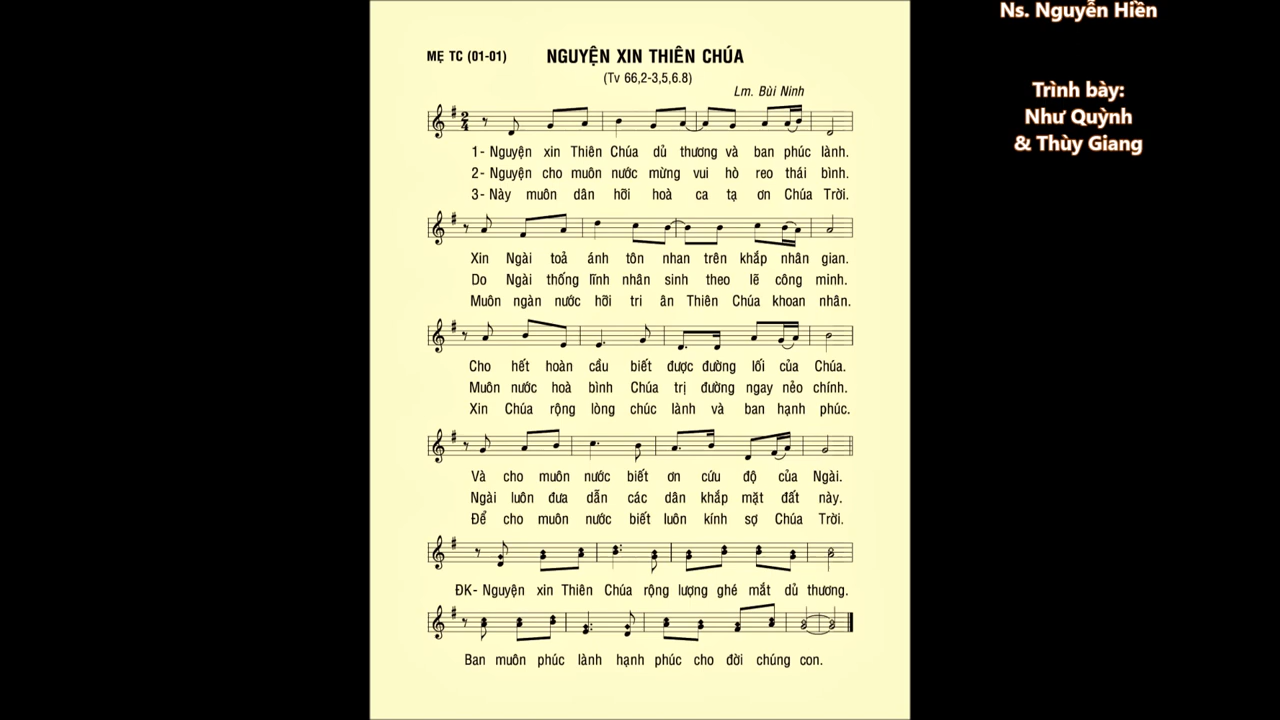 Ns. Nguyễn Hiền
Trình bày:
Như Quỳnh
& Thùy Giang
MẸ TC (01-01)
NGUYỆN XIN THIÊN CHÚA
(Tv 66,2-3,5,6.8)
Lm. Bùi Ninh
2
4
1- Nguyện xin Thiên Chúa dủ thương và ban phúc lành.
2- Nguyện cho muôn nước mừng vui hò reo thái bình.
3- Này muôn dân hỡi hoà ca tạ ơn Chúa Trời.
Xin Ngài toả ánh tôn nhan trên khắp nhân gian.
Do Ngài thống lĩnh nhân sinh theo lẽ công minh.
Muôn ngàn nước hỡi tri ân Thiên Chúa khoan nhân.
Cho hết hoàn cầu biết được đường lối của Chúa.
Muôn nước hoà bình Chúa trị đường ngay nẻo chính.
Xin Chúa rộng lòng chúc lành và ban hạnh phúc.
Và cho muôn nước biết ơn cứu độ của Ngài.
Ngài luôn đưa dẫn các dân khắp mặt đất này.
Để cho muôn nước biết luôn kính sợ Chúa Trời.
ĐK- Nguyện xin Thiên Chúa rộng lượng ghé mắt dủ thương.
Ban muôn phúc lành hạnh phúc cho đời chúng con.